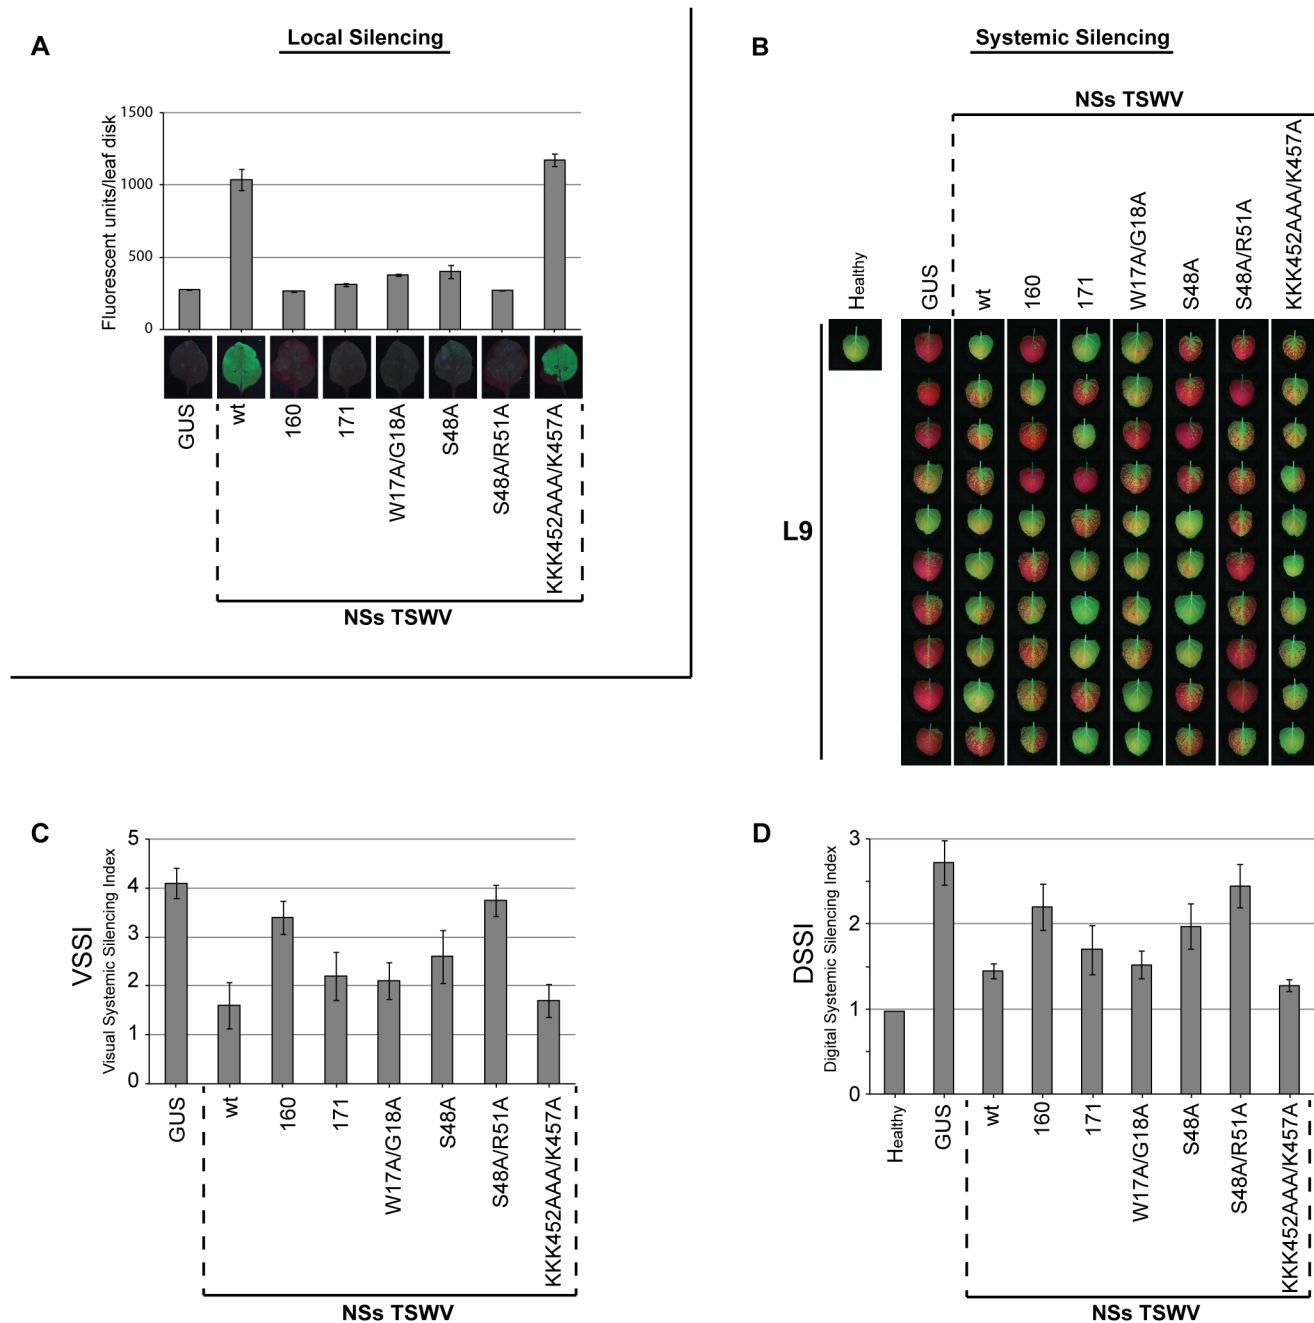 A
Local Silencing
Fluorescent units/leaf disk
1500
1000
500
0
GUS
wt
160
171
W17A/G18A
S48A
S48A/R51A
KKK452AAA/K457A
NSs TSWV
B
Systemic Silencing
NSs TSWV
Healthy
GUS
wt
160
171
W17A/G18A
S48A
S48A/R51A
KKK452AAA/K457A
L9
C
VSSI
Visual Systemic Silencing Index
5
4
3
2
1
0
GUS
wt
160
171
W17A/G18A
S48A
S48A/R51A
KKK452AAA/K457A
NSs TSWV
D
DSSI
Digital Systemic Silencing Index
3
2
1
0
Healthy
GUS
wt
160
171
W17A/G18A
S48A
S48A/R51A
KKK452AAA/K457A
NSs TSWV